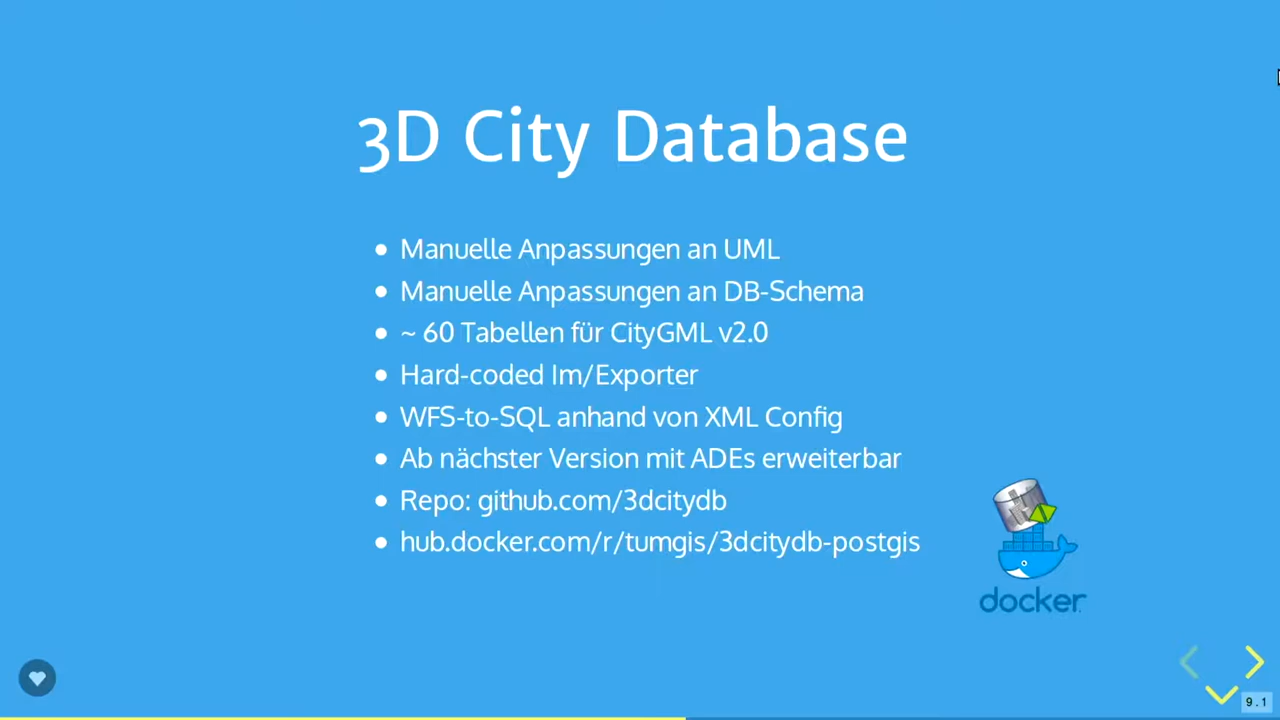 3D City Database
Manuelle Anpassungen an UML
Manuelle Anpassungen an DB-Schema
~ 60 Tabellen für CityGML v2.0
Hard-coded Im/Exporter
WFS-to-SQL anhand von XML Config
Ab nächster Version mit ADEs erweiterbar
Repo: github.com/3dcitydb
hub.docker.com/r/tumgis/3dcitydb-postgis
docker
9.1